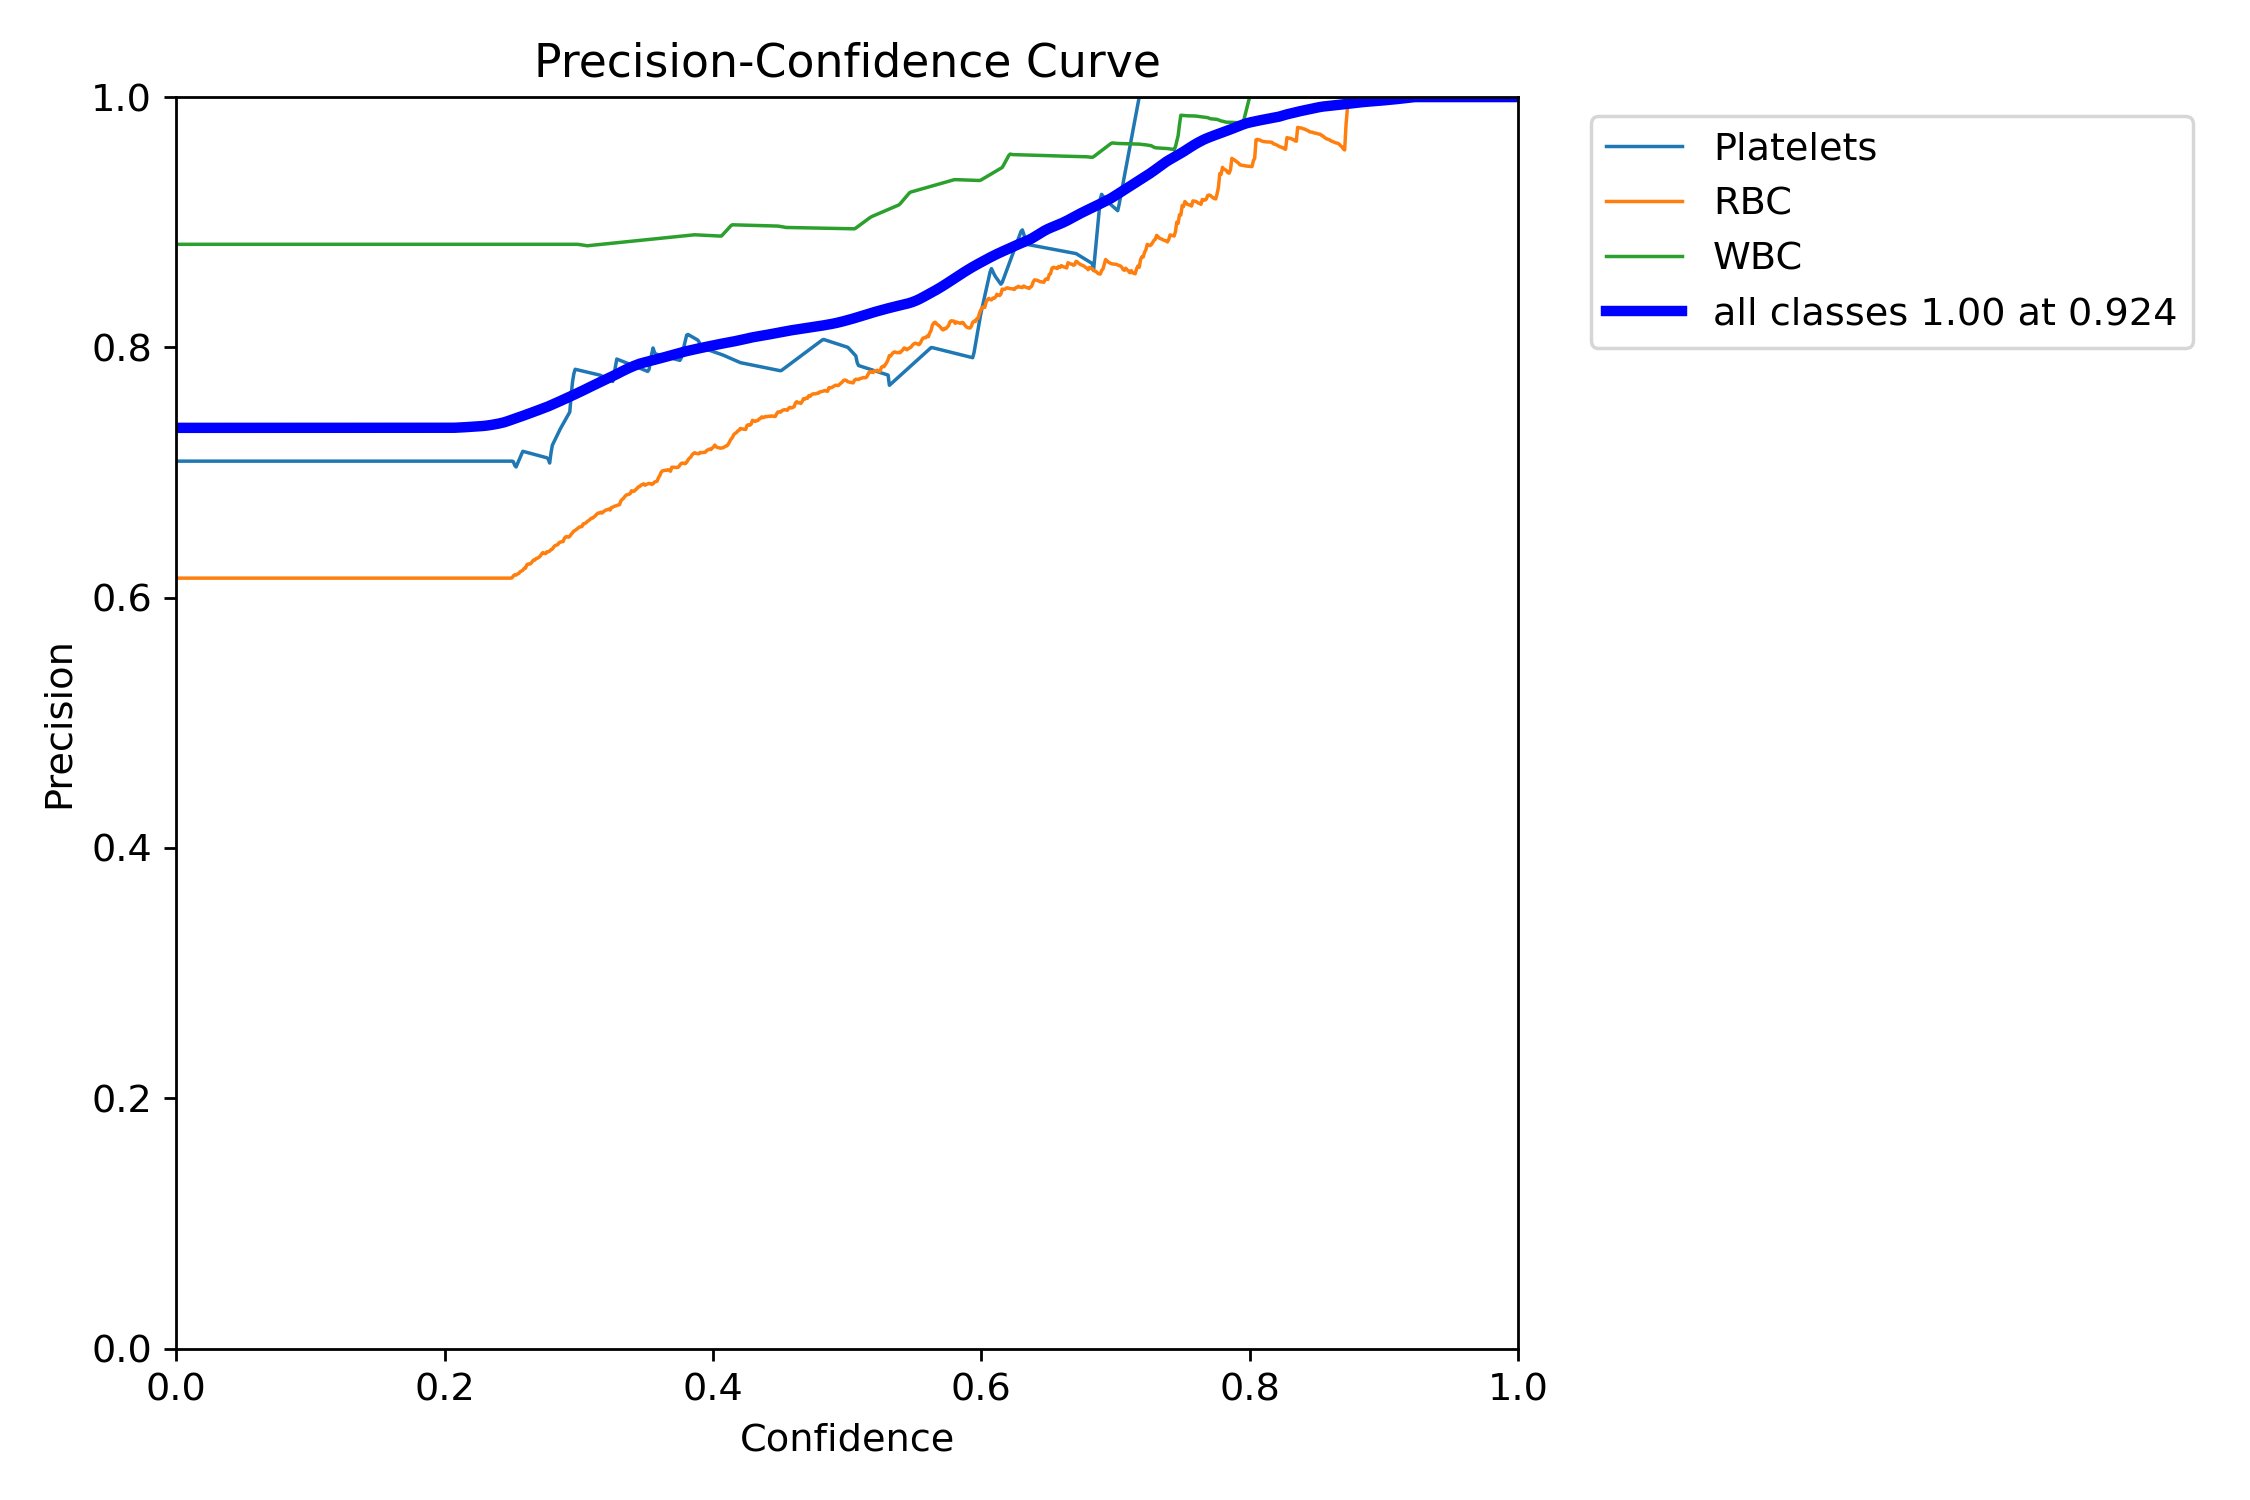 Precision-Confidence Curve
1.0
0.8
0.6
0.4
0.2
0.0
Precision
0.0 0.2 0.4 0.6 0.8 1.0
Confidence
Platelets
RBC
WBC
all classes 1.00 at 0.924